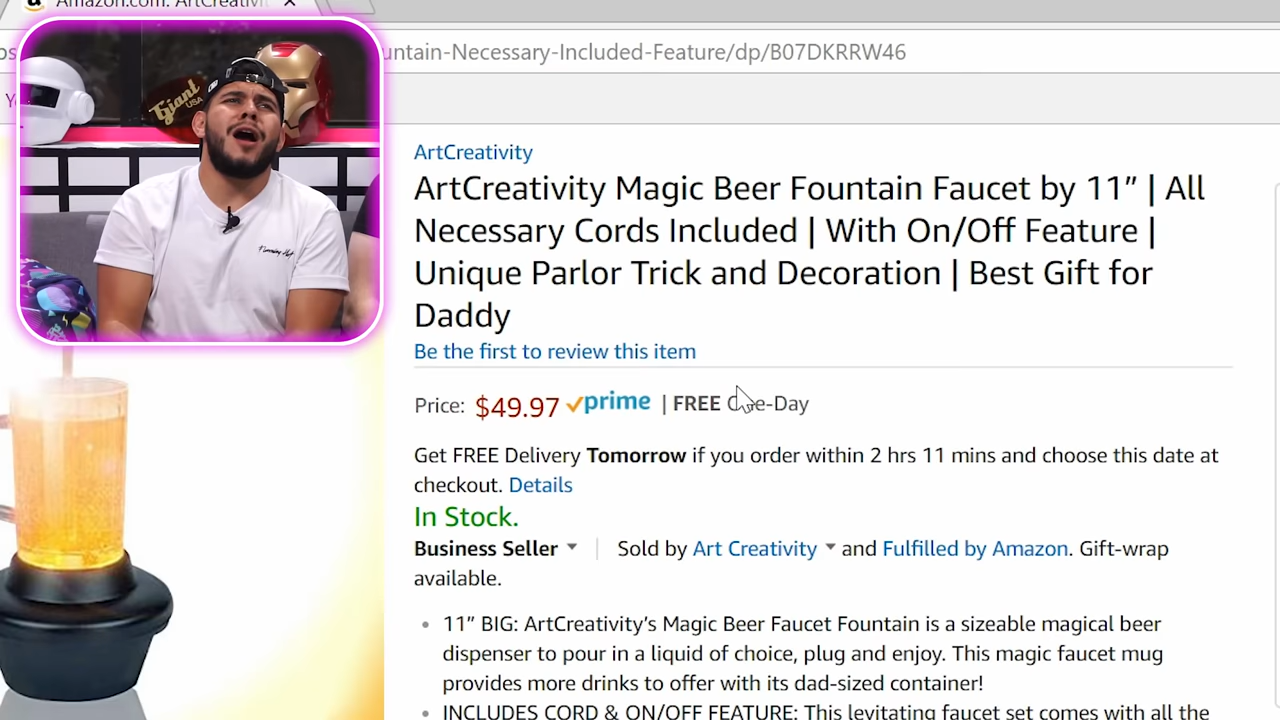 Amazon.com: ArtCreativit
untain-Necessary-Included-Feature/dp/B07DKRRW46
Giant
USA
ArtCreativity
ArtCreativity Magic Beer Fountain Faucet by 11” | All
Necessary Cords Included | With On/Off Feature |
Unique Parlor Trick and Decoration | Best Gift for
Daddy
Be the first to review this item
Price: $49.97 prime | FREE One-Day
Get FREE Delivery Tomorrow if you order within 2 hrs 11 mins and choose this date at
checkout. Details
In Stock.
Business Seller | Sold by Art Creativity and Fulfilled by Amazon. Gift-wrap
available.
• 11” BIG: ArtCreativity’s Magic Beer Faucet Fountain is a sizeable magical beer
dispenser to pour in a liquid of choice, plug and enjoy. This magic faucet mug
provides more drinks to offer with its dad-sized container!
• INCLUDES CORD & ON/OFF FEATURE: This levitating faucet set comes with all the